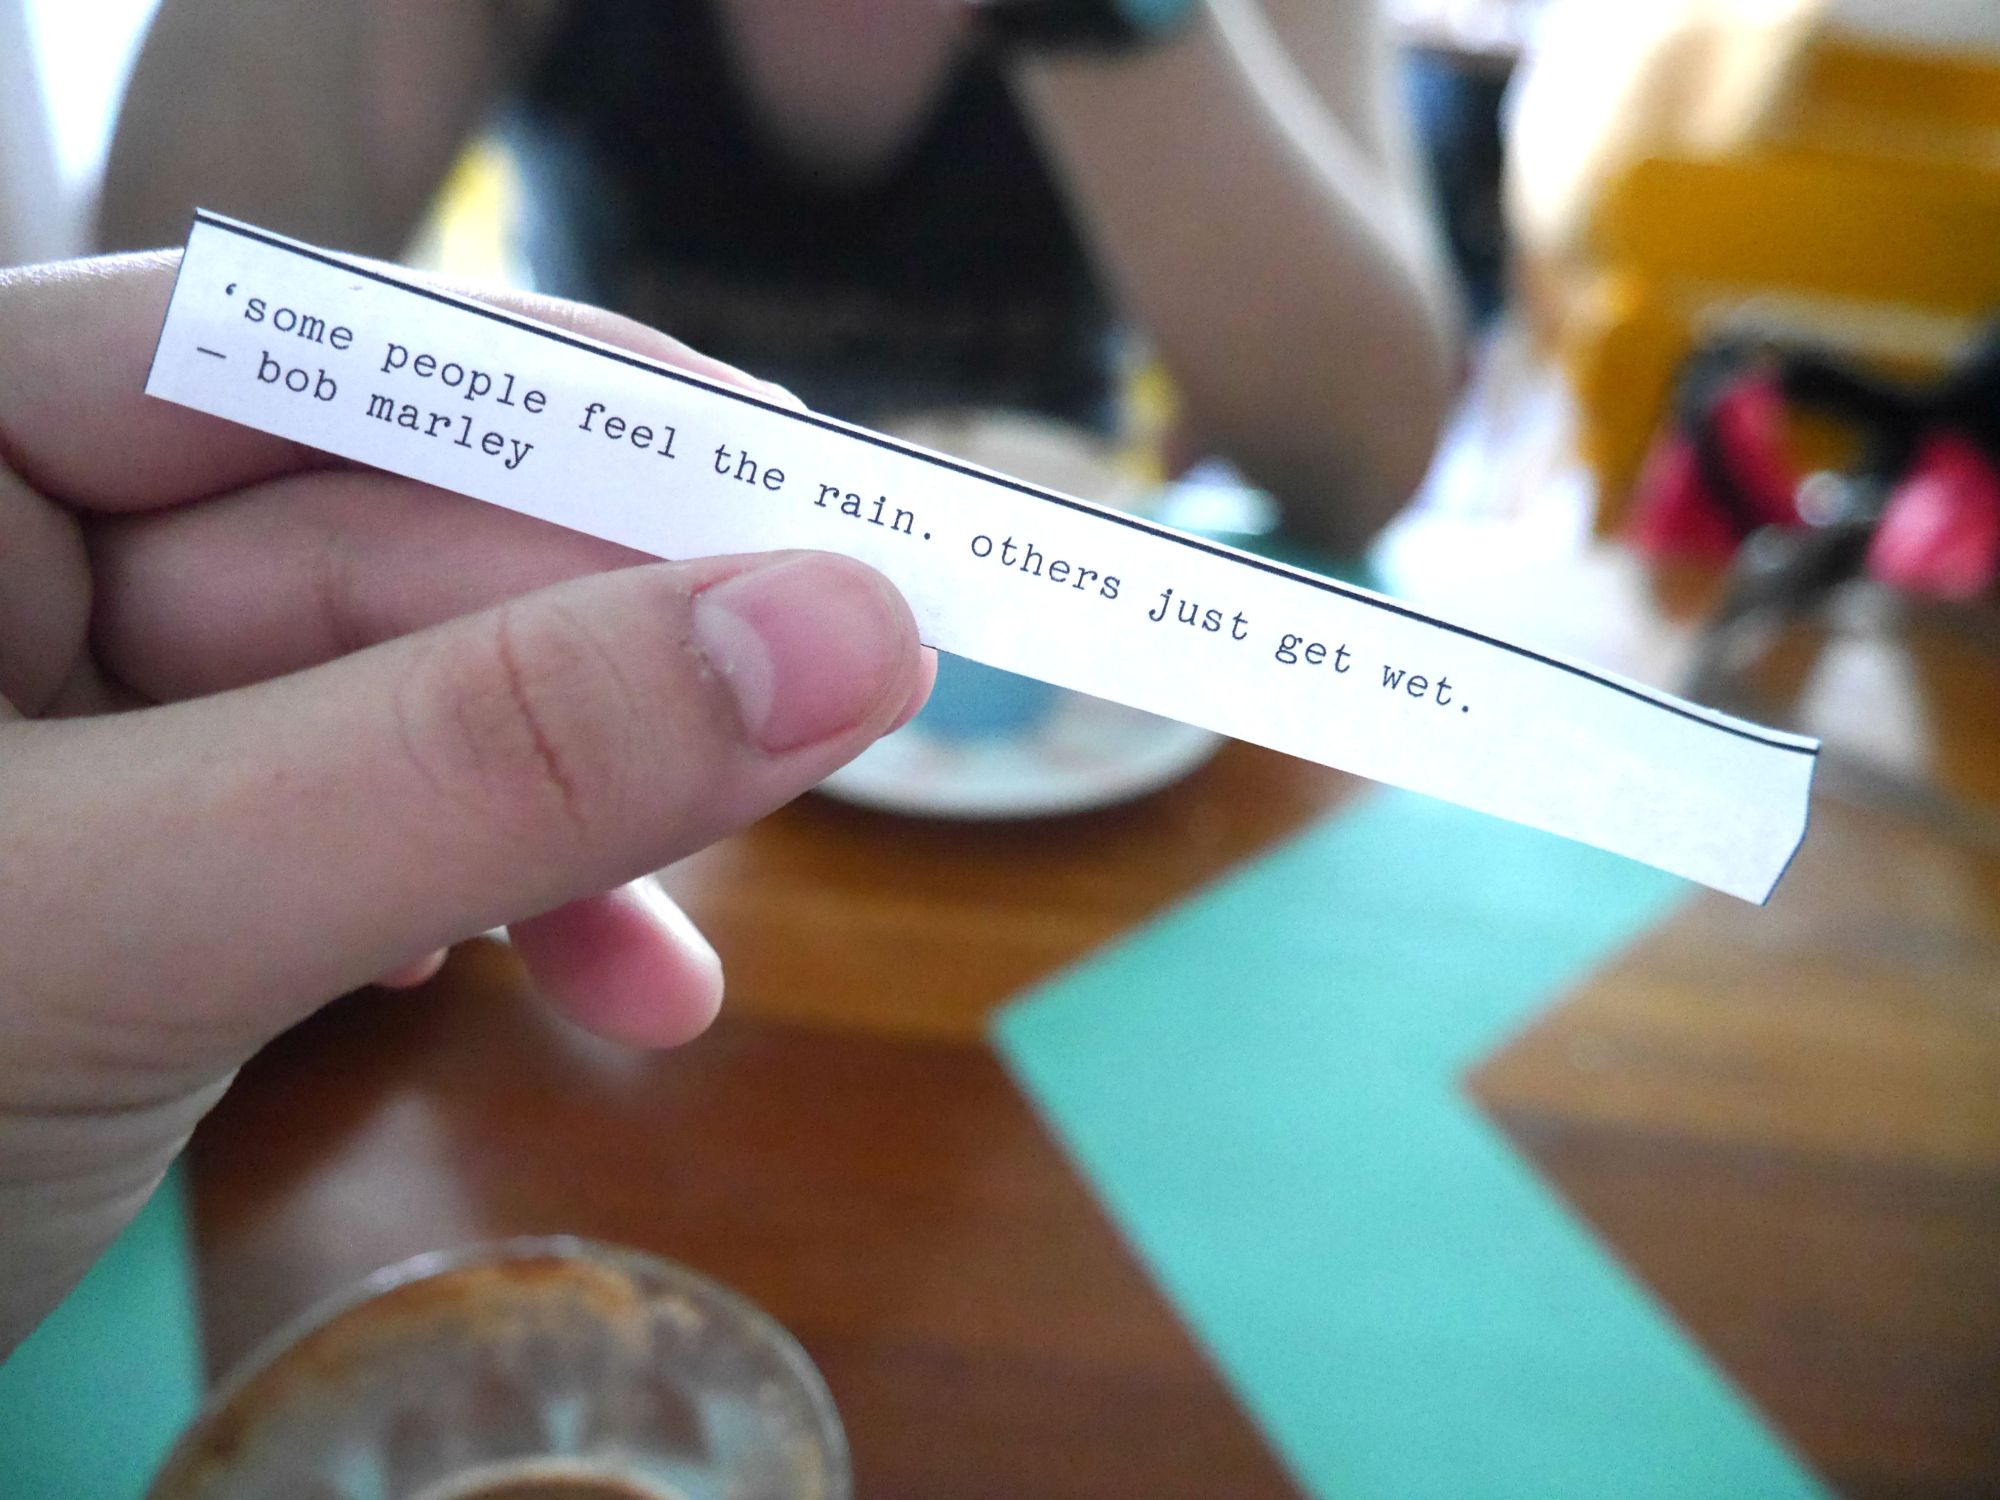 ‘some people feel the rain. others just get wet.
— bob marley